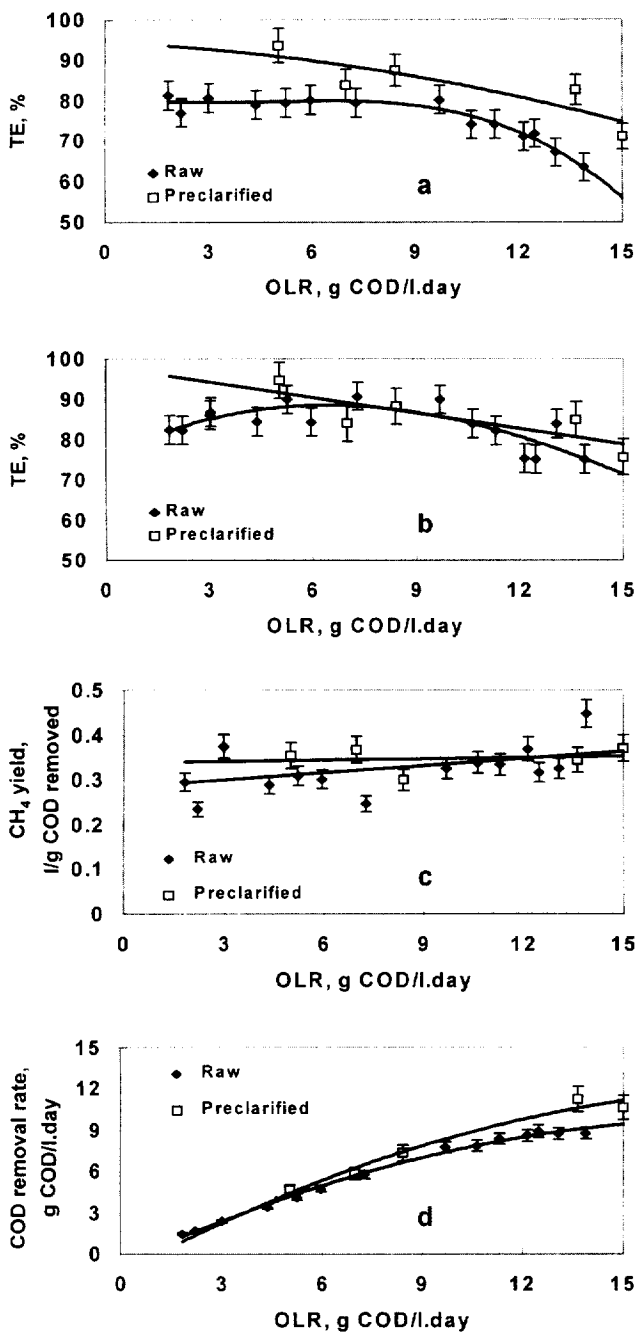 100
90
80
70
60
50
TE, %
Raw
Preclarified
a
0 3 6 9 12 15
OLR, g COD/l.day
100
90
80
70
60
50
TE, %
Raw
Preclarified
b
0 3 6 9 12 15
OLR, g COD/l.day
0.5
0.4
0.3
0.2
0.1
0
CH₄ yield,
l/g COD removed
Raw
Preclarified
c
0 3 6 9 12 15
OLR, g COD/l.day
15
12
9
6
3
0
COD removal rate,
g COD/l.day
Raw
Preclarified
d
0 3 6 9 12 15
OLR, g COD/l.day